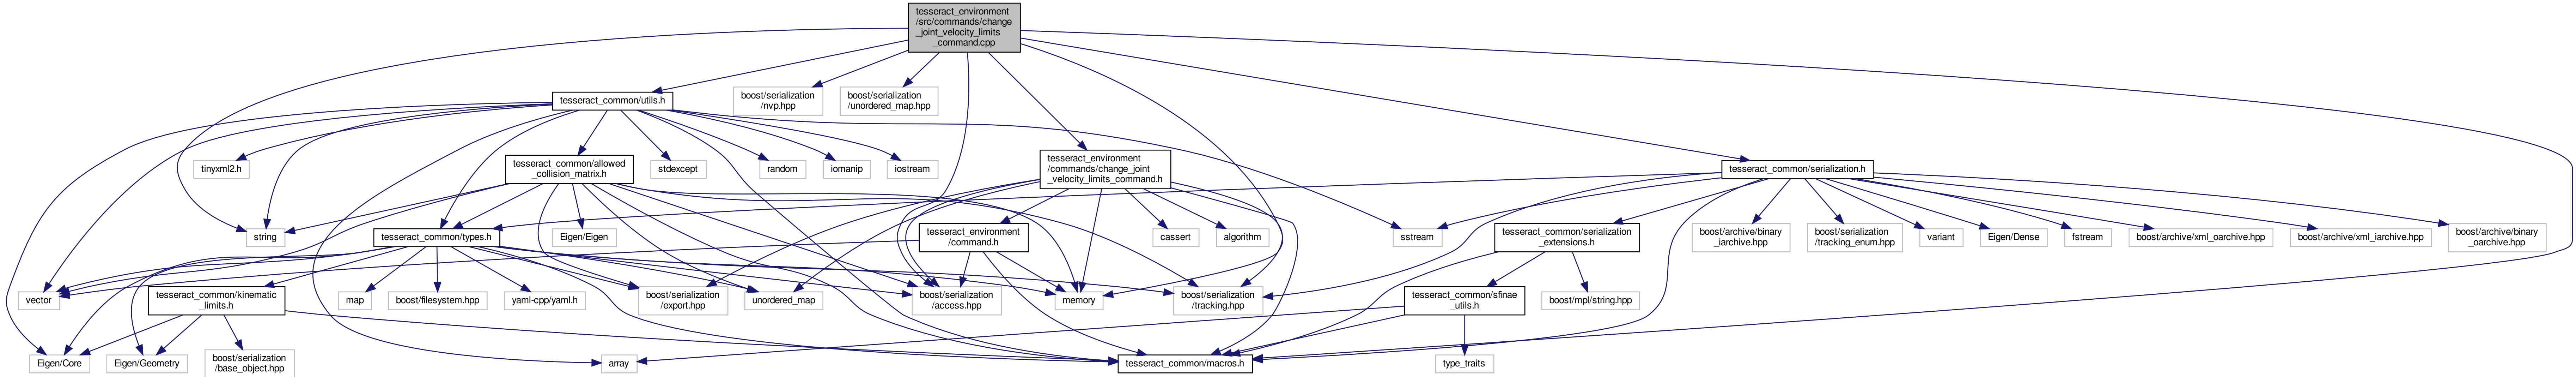 tesseract_environment
/src/commands/change
_joint_velocity_limits
_command.cpp
tesseract_common/utils.h
boost/serialization
/nvp.hpp
boost/serialization
/unordered_map.hpp
tinyxml2.h
tesseract_common/allowed
_collision_matrix.h
stdexcept
random
iomanip
iostream
tesseract_environment
/commands/change_joint
_velocity_limits_command.h
tesseract_common/serialization.h
string
tesseract_common/types.h
Eigen/Eigen
tesseract_environment
/command.h
cassert
algorithm
sstream
tesseract_common/serialization
_extensions.h
boost/archive/binary
_iarchive.hpp
boost/serialization
/tracking_enum.hpp
variant
Eigen/Dense
fstream
boost/archive/xml_oarchive.hpp
boost/archive/xml_iarchive.hpp
boost/archive/binary
_oarchive.hpp
vector
tesseract_common/kinematic
_limits.h
map
boost/filesystem.hpp
yaml-cpp/yaml.h
boost/serialization
/export.hpp
unordered_map
boost/serialization
/access.hpp
memory
boost/serialization
/tracking.hpp
tesseract_common/sfinae
_utils.h
boost/mpl/string.hpp
Eigen/Core
Eigen/Geometry
boost/serialization
/base_object.hpp
array
tesseract_common/macros.h
type_traits